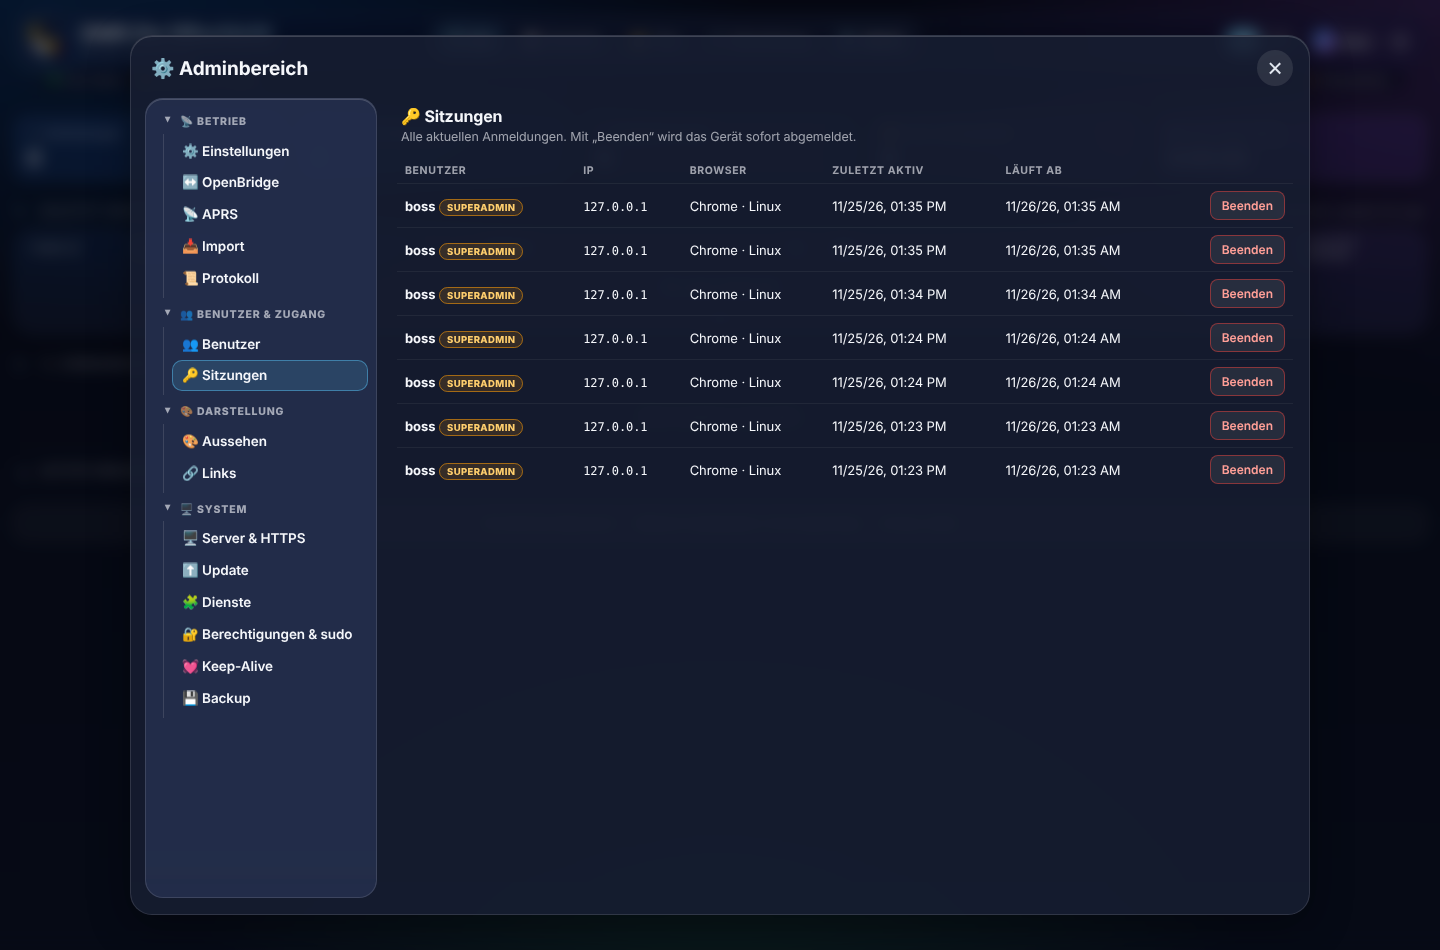 Adminbereich
BETRIEB
Einstellungen
OpenBridge
APRS
Import
Protokoll
BENUTZER & ZUGANG
Benutzer
Sitzungen
DARSTELLUNG
Aussehen
Links
SYSTEM
Server & HTTPS
Update
Dienste
Berechtigungen & sudo
Keep-Alive
Backup
Sitzungen
Alle aktuellen Anmeldungen. Mit „Beenden“ wird das Gerät sofort abgemeldet.
BENUTZER IP BROWSER ZULETZT AKTIV LÄUFT AB
boss SUPERADMIN 127.0.0.1 Chrome · Linux 11/25/26, 01:35 PM 11/26/26, 01:35 AM Beenden
boss SUPERADMIN 127.0.0.1 Chrome · Linux 11/25/26, 01:35 PM 11/26/26, 01:35 AM Beenden
boss SUPERADMIN 127.0.0.1 Chrome · Linux 11/25/26, 01:34 PM 11/26/26, 01:34 AM Beenden
boss SUPERADMIN 127.0.0.1 Chrome · Linux 11/25/26, 01:24 PM 11/26/26, 01:24 AM Beenden
boss SUPERADMIN 127.0.0.1 Chrome · Linux 11/25/26, 01:24 PM 11/26/26, 01:24 AM Beenden
boss SUPERADMIN 127.0.0.1 Chrome · Linux 11/25/26, 01:23 PM 11/26/26, 01:23 AM Beenden
boss SUPERADMIN 127.0.0.1 Chrome · Linux 11/25/26, 01:23 PM 11/26/26, 01:23 AM Beenden